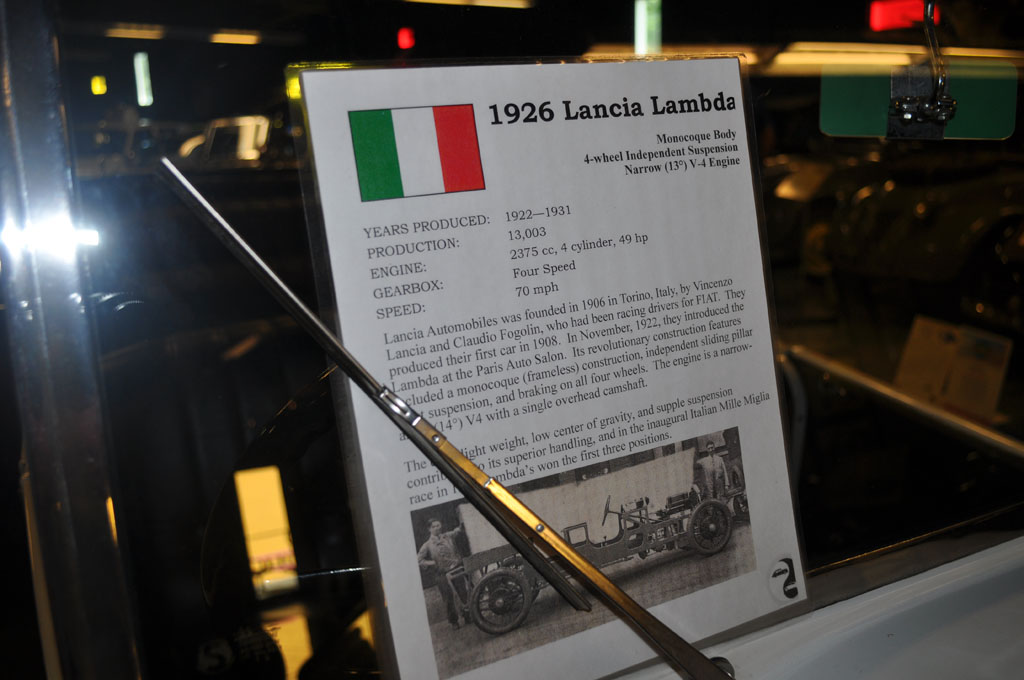 1926 Lancia Lambda
Monocoque Body
4-wheel Independent Suspension
Narrow (13°) V-4 Engine
YEARS PRODUCED: 1922—1931
PRODUCTION: 13,003
ENGINE: 2375 cc, 4 cylinder, 49 hp
GEARBOX: Four Speed
SPEED: 70 mph
Lancia Automobiles was founded in 1906 in Torino, Italy, by Vincenzo
Lancia and Claudio Fogolin, who had been racing drivers for FIAT. They
produced their first car in 1908. In November, 1922, they introduced the
Lambda at the Paris Auto Salon. Its revolutionary construction features
cluded a monocoque (frameless) construction, independent sliding pillar
suspension, and braking on all four wheels. The engine is a narrow-
(14°) V4 with a single overhead camshaft.
The light weight, low center of gravity, and supple suspension
contrib to its superior handling, and in the inaugural Italian Mille Miglia
race in mbda's won the first three positions.